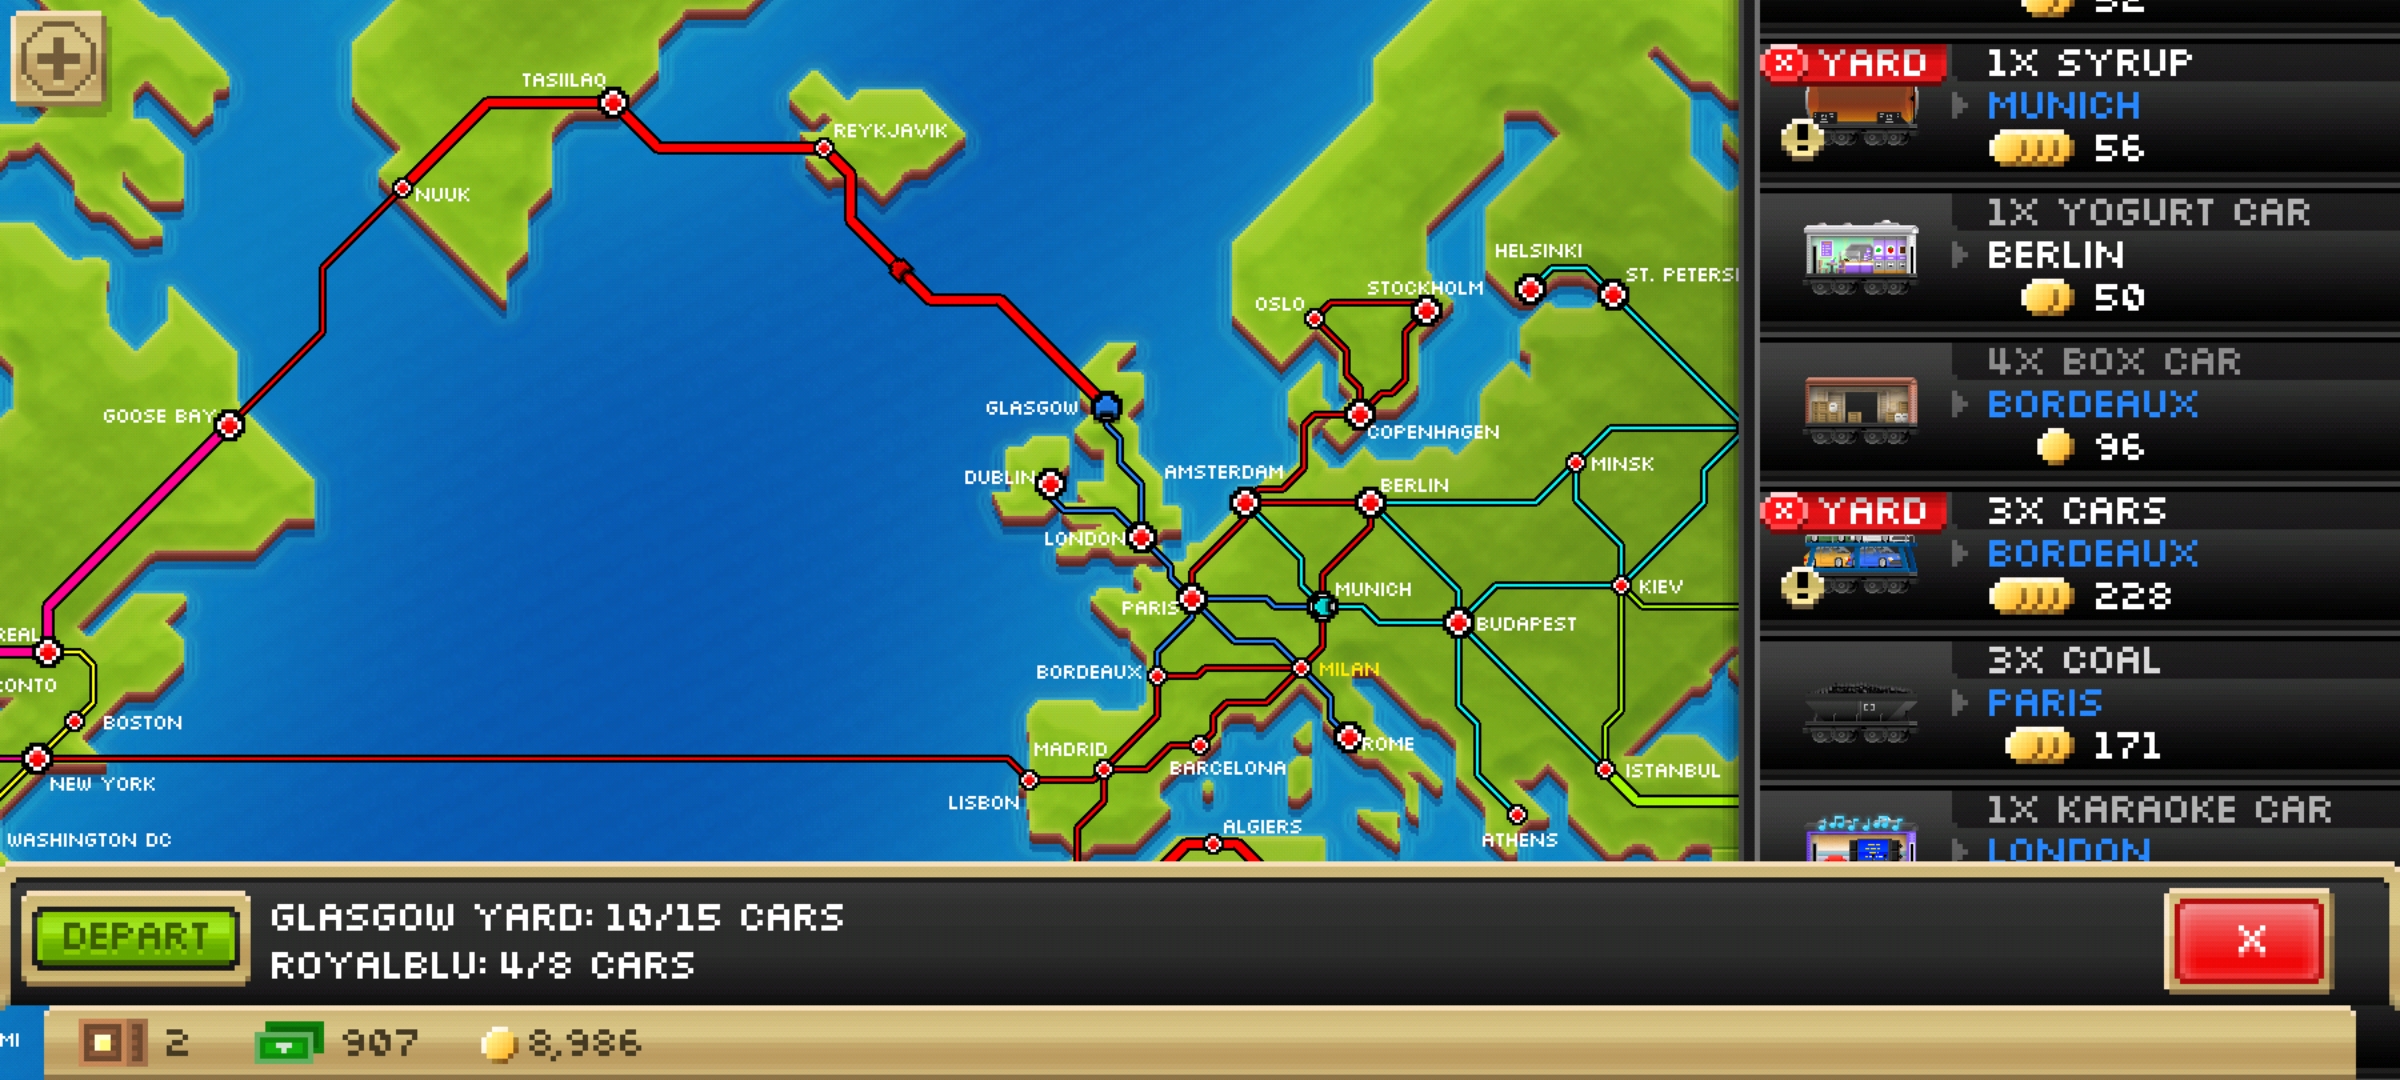 TASIILAQ
REYKJAVIK
NUUK
HELSINKI
ST. PETERS
STOCKHOLM
OSLO
GOOSE BAY
GLASGOW
COPENHAGEN
AMSTERDAM
MINSK
DUBLIN
BERLIN
LONDON
KIEV
MUNICH
PARIS
BUDAPEST
REAL
BORDEAUX
MILAN
ONTO
BOSTON
MADRID
ROME
BARCELONA
ISTANBUL
NEW YORK
LISBON
ALGIERS
WASHINGTON DC
ATHENS
YARD
1X SYRUP
MUNICH
56
1X YOGURT CAR
BERLIN
50
4X BOX CAR
BORDEAUX
96
YARD
3X CARS
BORDEAUX
228
3X COAL
PARIS
171
1X KARAOKE CAR
LONDON
DEPART
GLASGOW YARD: 10/15 CARS
ROYALBLU: 4/8 CARS
X
MI
2
907
8,986